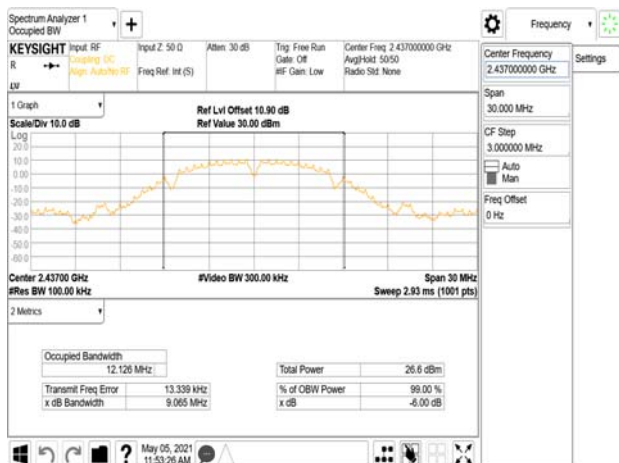 Spectrum Analyzer 1
Occupied BW
+
Frequency
KEYSIGHT
R
LV
Input: RF
Coupling: DC
Align: Auto/No RF
Input Z: 50 Ω
Freq Ref: Int (S)
Atten: 30 dB
Trig: Free Run
Gate: Off
#IF Gain: Low
Center Freq: 2.437000000 GHz
Avg|Hold: 50/50
Radio Std: None
Center Frequency
2.437000000 GHz
Settings
Span
30.000 MHz
CF Step
3.000000 MHz
Auto
Man
Freq Offset
0 Hz
1 Graph
Scale/Div 10.0 dB
Ref Lvl Offset 10.90 dB
Ref Value 30.00 dBm
Log
20.0
10.0
0.00
-10.0
-20.0
-30.0
-40.0
-50.0
-60.0
Center 2.43700 GHz
#Res BW 100.00 kHz
#Video BW 300.00 kHz
Span 30 MHz
Sweep 2.93 ms (1001 pts)
2 Metrics
Occupied Bandwidth
12.126 MHz
Transmit Freq Error 13.339 kHz
x dB Bandwidth 9.065 MHz
Total Power 26.6 dBm
% of OBW Power 99.00 %
x dB -6.00 dB
?
May 05, 2021
11:53:26 AM